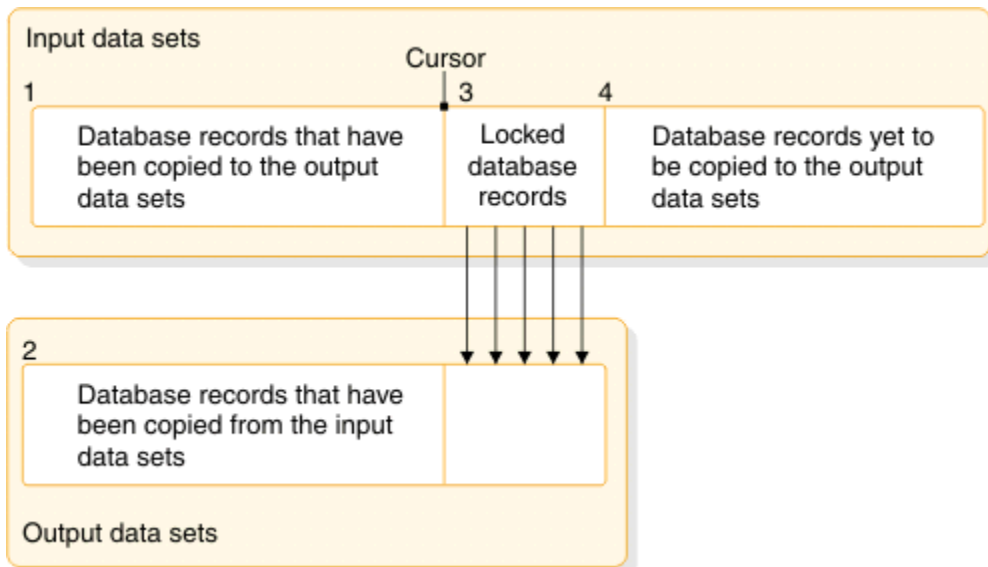 Input data sets
Cursor
1
3
4
Database records that have
been copied to the output
data sets
Locked
database
records
Database records yet to
be copied to the output
data sets
2
Database records that have
been copied from the input
data sets
Output data sets